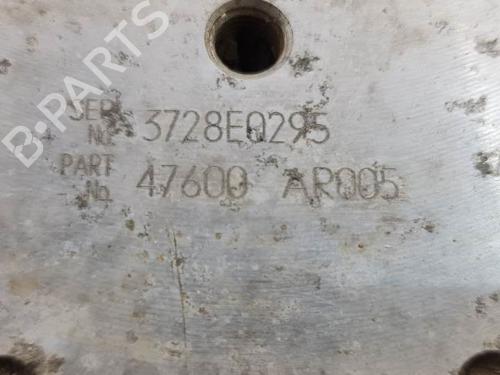 B-PARTS
SER. 3728E0295
No.
PART 47600 AR005
No.